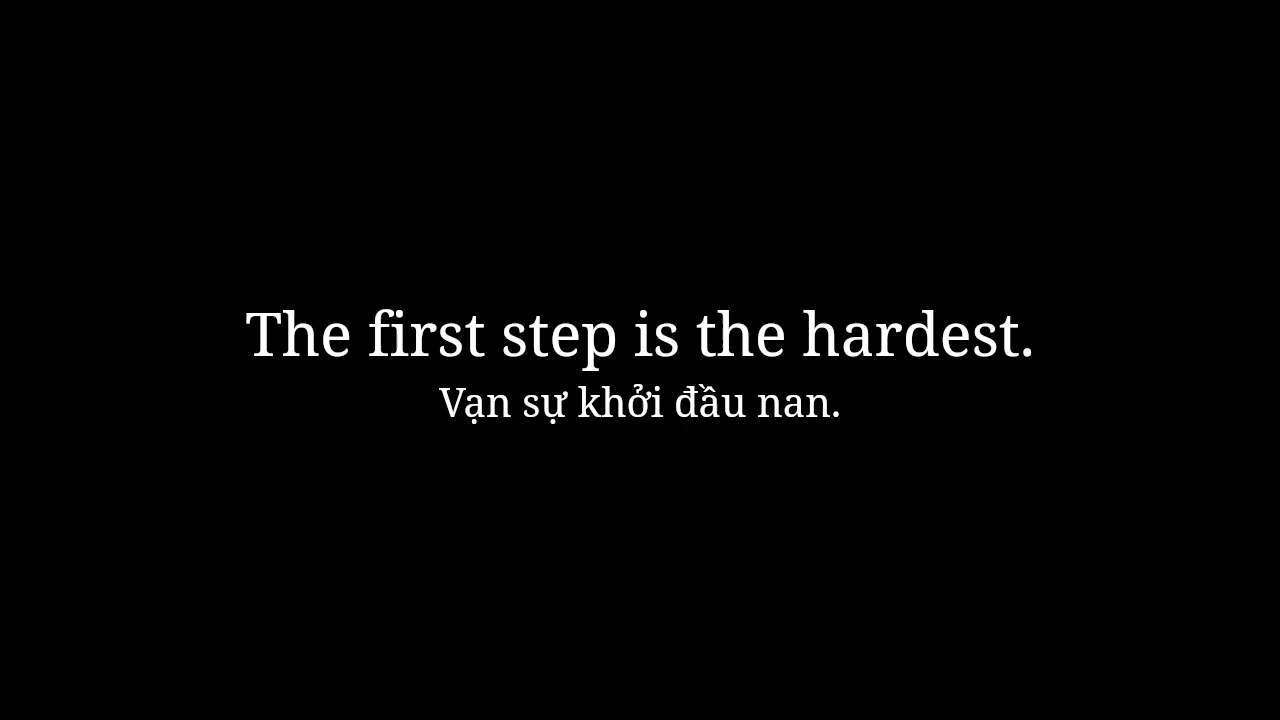 The first step is the hardest.
Vạn sự khởi đầu nan.